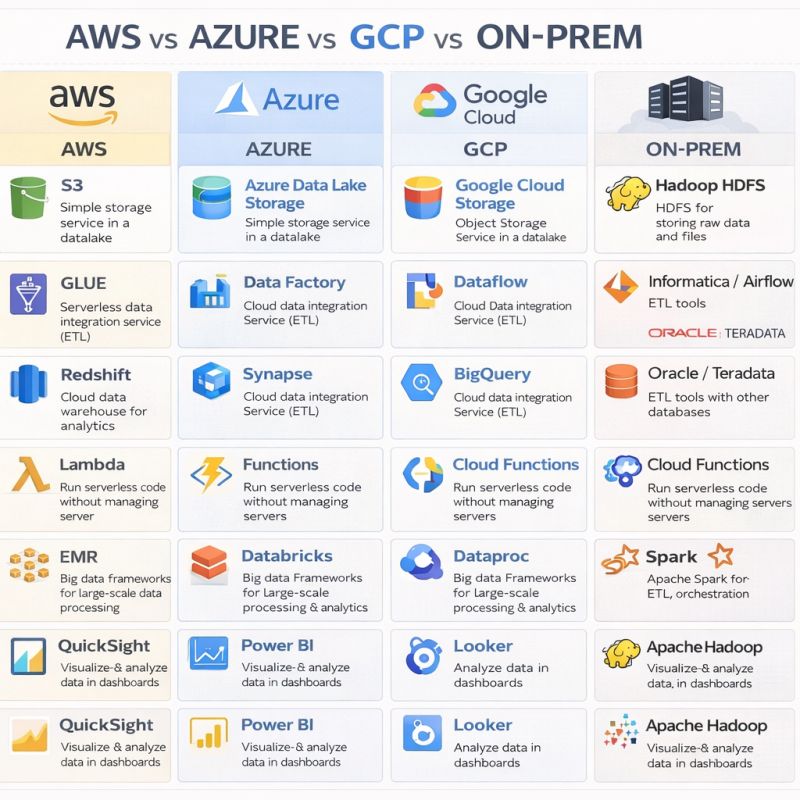 AWS vs AZURE vs GCP vs ON-PREM
aws
Azure
Google
Cloud
AWS
AZURE
GCP
ON-PREM
S3
Simple storage
service in a
datalake
Azure Data Lake
Storage
Simple storage service
in a datalake
Google Cloud
Storage
Object Storage
Service in a datalake
Hadoop HDFS
HDFS for
storing raw data
and files
GLUE
Serverless data
integration service
(ETL)
Data Factory
Cloud data integration
Service (ETL)
Dataflow
Cloud Data integration
Service (ETL)
Informatica / Airflow
ETL tools
ORACLE: TERADATA
Redshift
Cloud data
warehouse for
analytics
Synapse
Cloud data integration
Service (ETL)
BigQuery
Cloud data integration
Service (ETL)
Oracle / Teradata
ETL tools with other
databases
Lambda
Run serverless code
without managing
server
Functions
Run serverless code
without managing
servers
Cloud Functions
Run serverless code
without managing
servers
Cloud Functions
Run serverless code
without managing servers
servers
EMR
Big data frameworks
for large-scale data
processing
Databricks
Big data Frameworks
for Large-scale
processing & analytics
Dataproc
Big data Frameworks
for Large-scale
processing & analytics
Spark
Apache Spark for
ETL, orchestration
QuickSight
Visualize-& analyze
data in dashboards
Power BI
Visualize-& analyze
data in dashboards
Looker
Analyze data in
dashboards
Apache Hadoop
Visualize-& analyze
data, in dashboards
QuickSight
Visualize & analyze
data in dashboards
Power BI
Visualize-& analyze
data in dashboards
Looker
Analyze data in
dashboards
Apache Hadoop
Visualize-& analyze
data in dashboards